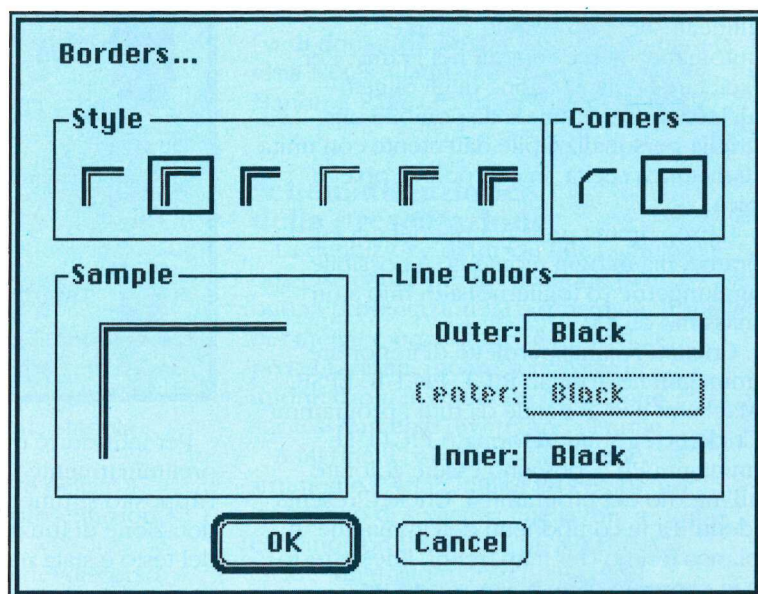 Borders...
Style
Corners
Sample
Line Colors
Outer: Black
Center: Black
Inner: Black
OK
Cancel